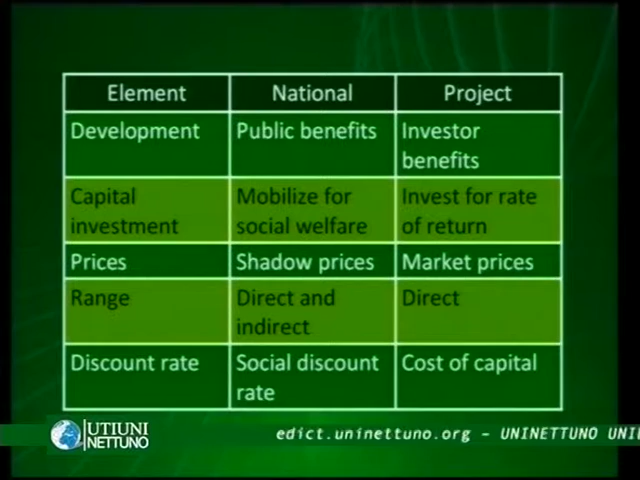 Element National Project
Development Public benefits Investor
benefits
Capital Mobilize for Invest for rate
investment social welfare of return
Prices Shadow prices Market prices
Range Direct and Direct
indirect
Discount rate Social discount Cost of capital
rate
UTIUNI
NETTUNO
edict.uninettuno.org – UNINETTUNO UNI